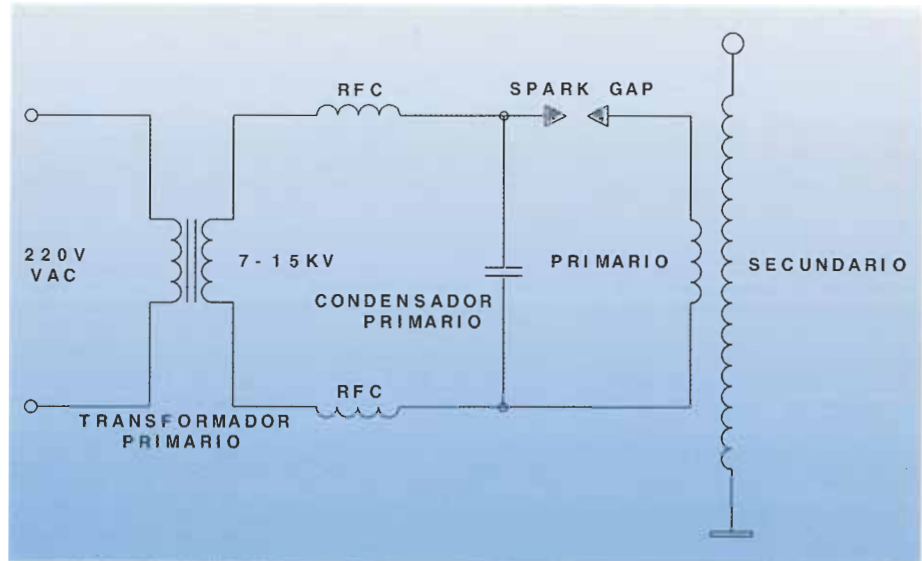 RFC
SPARK GAP
220V
VAC
7-15KV
PRIMARIO
SECUNDARIO
CONDENSADOR
PRIMARIO
RFC
TRANSFORMADOR
PRIMARIO